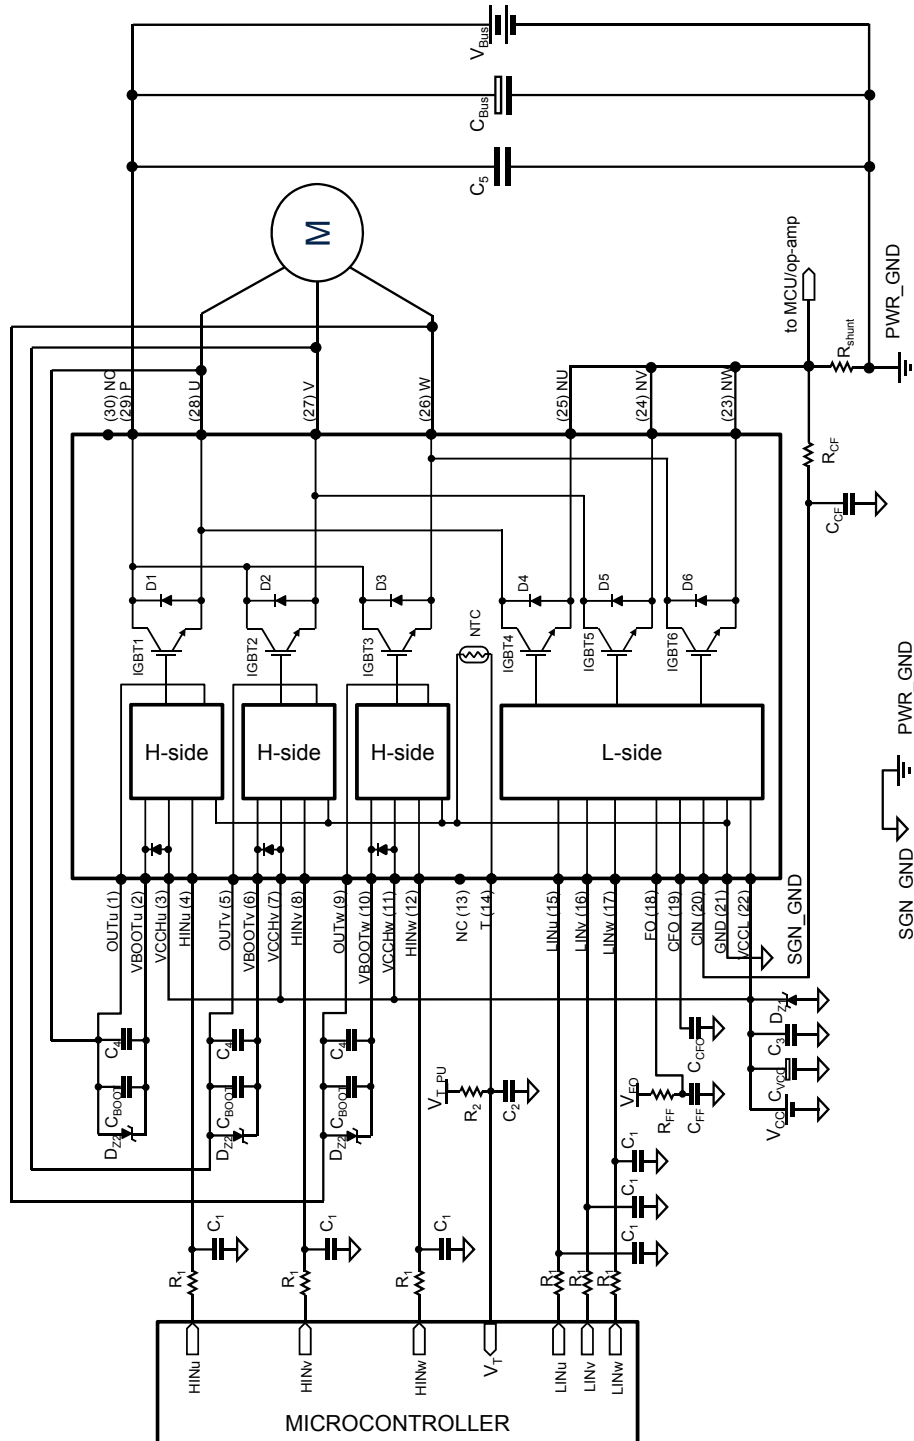 V_Bus
C_Bus
C_5
M
to MCU/op-amp
PWR_GND
R_shunt
R_CF
C_CF
(30) NC
(29) P
(28) U
(27) V
(26) W
(25) NU
(24) NV
(23) NW
D1
D2
D3
D4
D5
D6
NTC
IGBT1
IGBT2
IGBT3
IGBT4
IGBT5
IGBT6
H-side
H-side
H-side
L-side
PWR_GND
SGN_GND
OUTu (1)
VBOOTu (2)
VCCHu (3)
HINu (4)
OUTv (5)
VBOOTv (6)
VCCHv (7)
HINv (8)
OUTw (9)
VBOOTw (10)
VCCHw (11)
HINw (12)
NC (13)
T (14)
LINu (15)
LINv (16)
LINw (17)
FO (18)
CFO (19)
CIN (20)
GND (21)
VCCL (22)
SGN_GND
C_4
C_BOOT
D_Z2
C_4
C_BOOT
D_Z2
C_4
C_BOOT
D_Z2
V_T_PU
R_2
C_2
V_FO
R_FF
C_FF
C_CFO
D_Z1
C_3
C_VCC
V_CC
R_1
C_1
R_1
C_1
R_1
C_1
R_1
R_1
R_1
C_1
C_1
C_1
HINu
HINv
HINw
V_T
LINu
LINv
LINw
MICROCONTROLLER